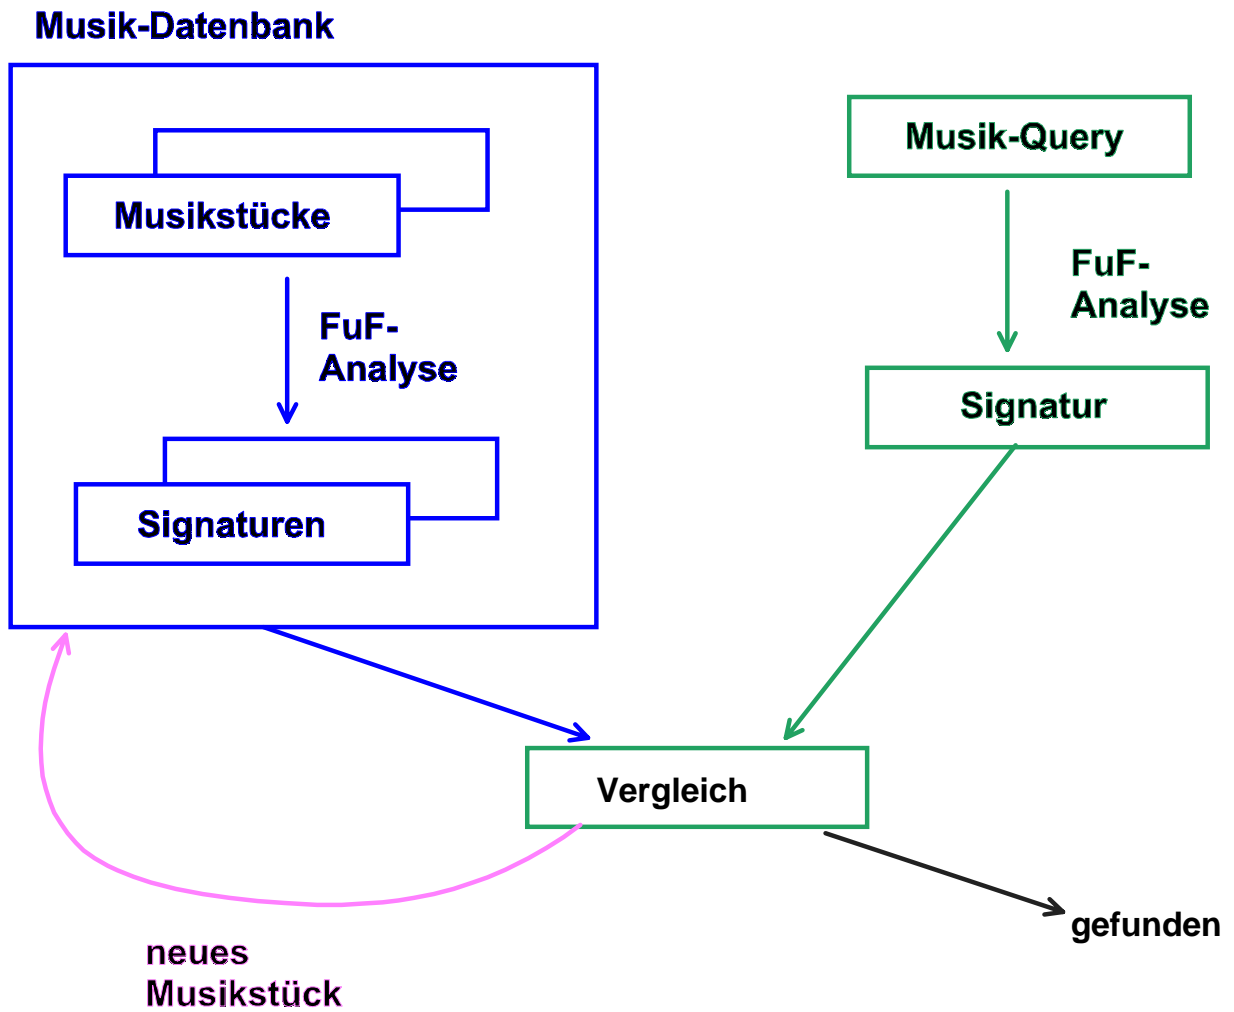 Musik-Datenbank
Musikstücke
FuF-
Analyse
Signaturen
Musik-Query
FuF-
Analyse
Signatur
Vergleich
gefunden
neues
Musikstück